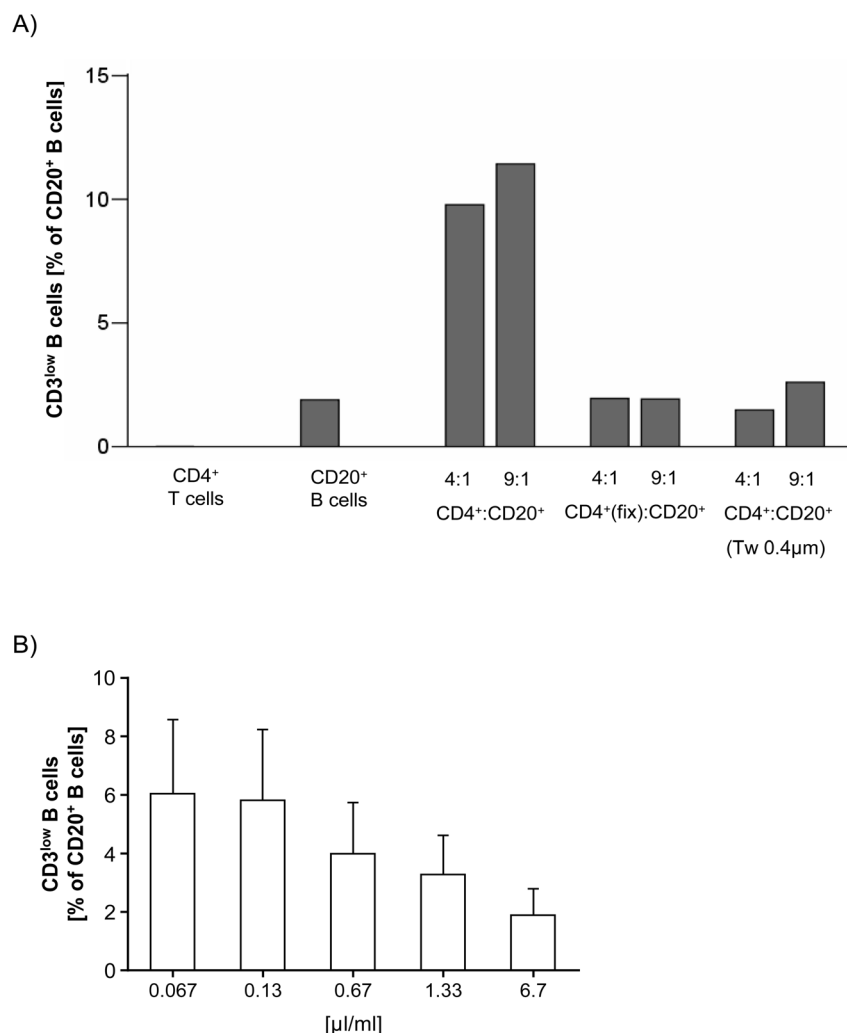 A)
CD3ˡᵒʷ B cells [% of CD20⁺ B cells]
15
10
5
0
CD4⁺
T cells
CD20⁺
B cells
4:1 9:1
CD4⁺:CD20⁺
4:1 9:1
CD4⁺(fix):CD20⁺
4:1 9:1
CD4⁺:CD20⁺
(Tw 0.4µm)
B)
CD3ˡᵒʷ B cells
[% of CD20⁺ B cells]
10
8
6
4
2
0
0.067 0.13 0.67 1.33 6.7
[µl/ml]